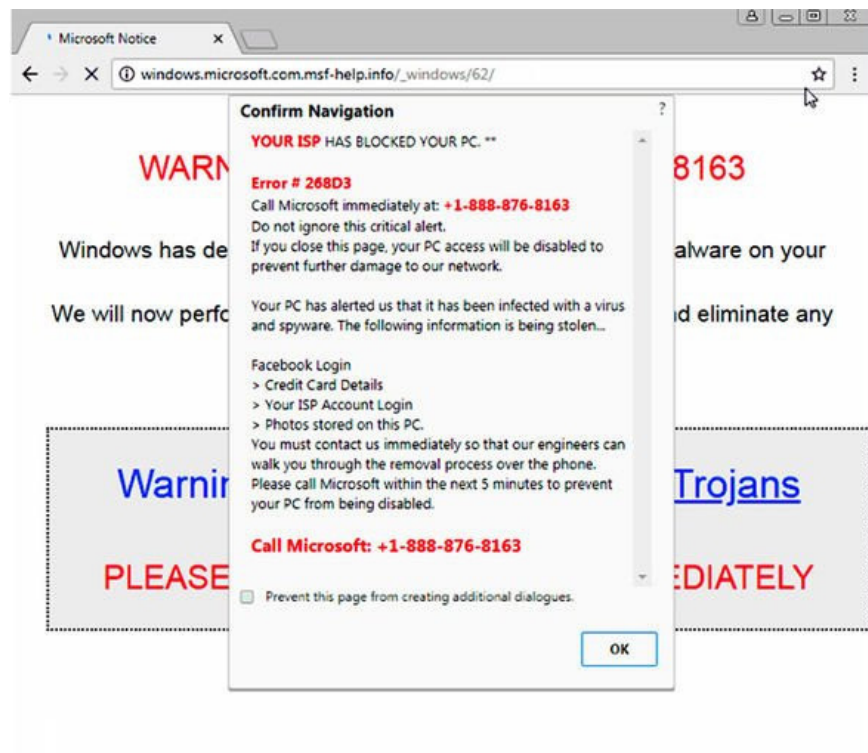 Microsoft Notice
windows.microsoft.com.msf-help.info/_windows/62/
Confirm Navigation
YOUR ISP HAS BLOCKED YOUR PC. **
WARN 8163
Error # 268D3
Call Microsoft immediately at: +1-888-876-8163
Do not ignore this critical alert.
If you close this page, your PC access will be disabled to
prevent further damage to our network.
Windows has de alware on your
Your PC has alerted us that it has been infected with a virus
and spyware. The following information is being stolen...
We will now perfo d eliminate any
Facebook Login
> Credit Card Details
> Your ISP Account Login
> Photos stored on this PC.
You must contact us immediately so that our engineers can
walk you through the removal process over the phone.
Please call Microsoft within the next 5 minutes to prevent
your PC from being disabled.
Warnin Trojans
Call Microsoft: +1-888-876-8163
PLEASE EDIATELY
Prevent this page from creating additional dialogues.
OK